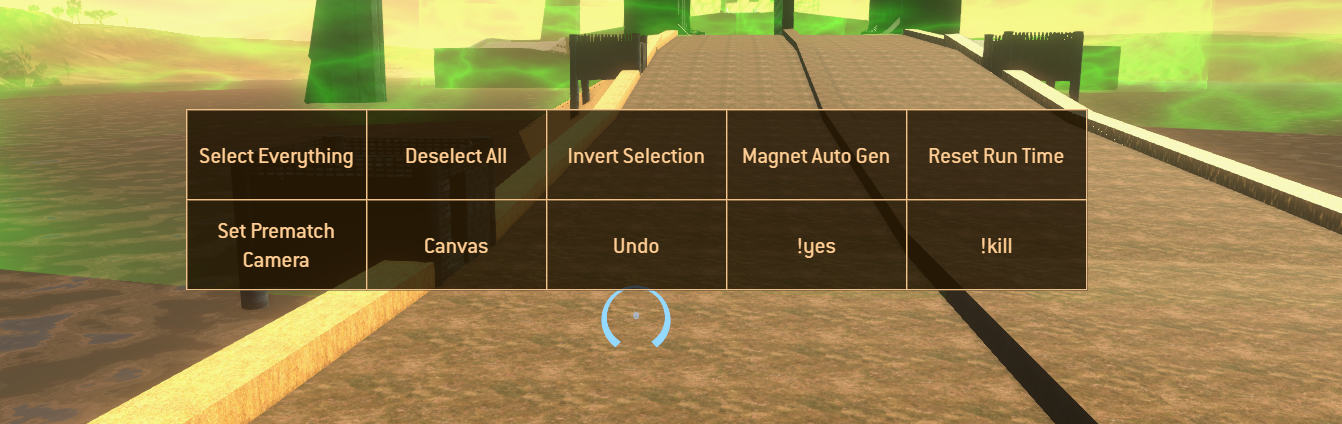 Select Everything
Deselect All
Invert Selection
Magnet Auto Gen
Reset Run Time
Set Prematch
Camera
Canvas
Undo
!yes
!kill